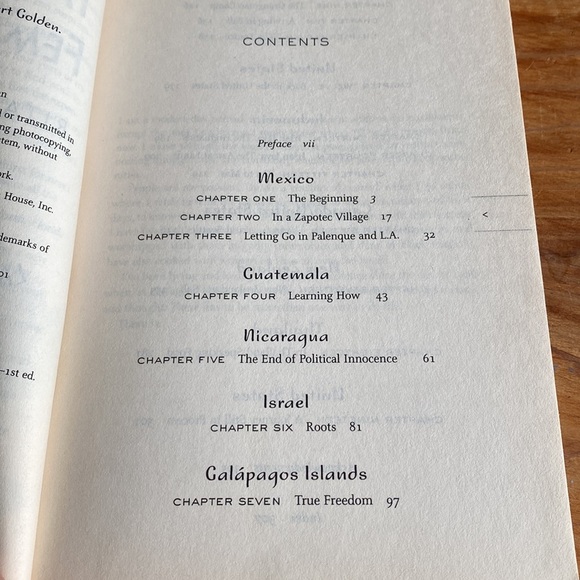 rt Golden.
n
l or transmitted in
ng photocopying,
tem, without
rk.
House, Inc.
demarks of
01
–1st ed.
CONTENTS
Preface vii
Mexico
CHAPTER ONE The Beginning 3
CHAPTER TWO In a Zapotec Village 17
CHAPTER THREE Letting Go in Palenque and L.A. 32
<
Guatemala
CHAPTER FOUR Learning How 43
Nicaragua
CHAPTER FIVE The End of Political Innocence 61
Israel
CHAPTER SIX Roots 81
Galápagos Islands
CHAPTER SEVEN True Freedom 97